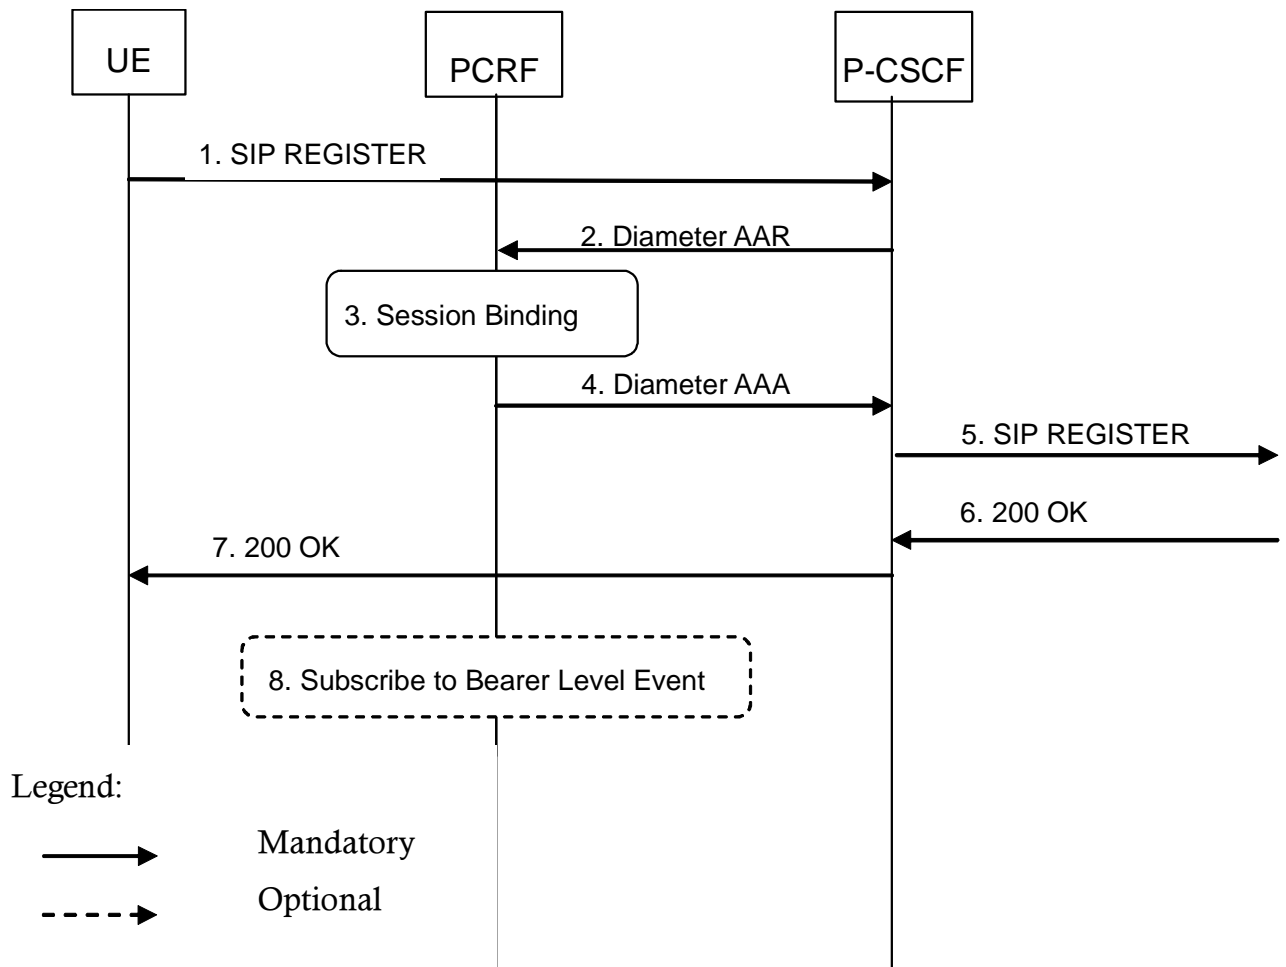 UE
PCRF
P-CSCF
1. SIP REGISTER
2. Diameter AAR
3. Session Binding
4. Diameter AAA
5. SIP REGISTER
6. 200 OK
7. 200 OK
8. Subscribe to Bearer Level Event
Legend:
Mandatory
Optional